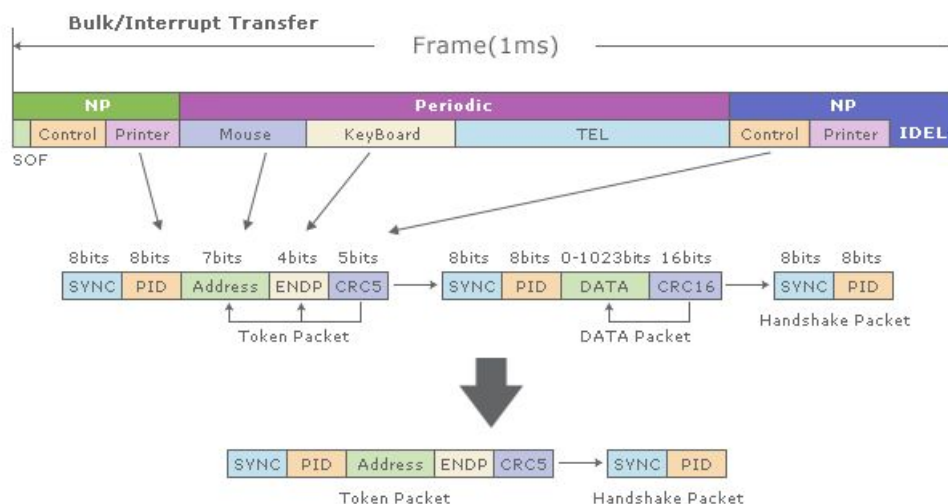 Bulk/Interrupt Transfer
Frame(1ms)
NP Periodic NP
Control Printer Mouse KeyBoard TEL Control Printer IDEL
SOF
8bits 8bits 7bits 4bits 5bits 8bits 8bits 0-1023bits 16bits 8bits 8bits
SYNC PID Address ENDP CRC5 SYNC PID DATA CRC16 SYNC PID
Token Packet DATA Packet Handshake Packet
SYNC PID Address ENDP CRC5 SYNC PID
Token Packet Handshake Packet